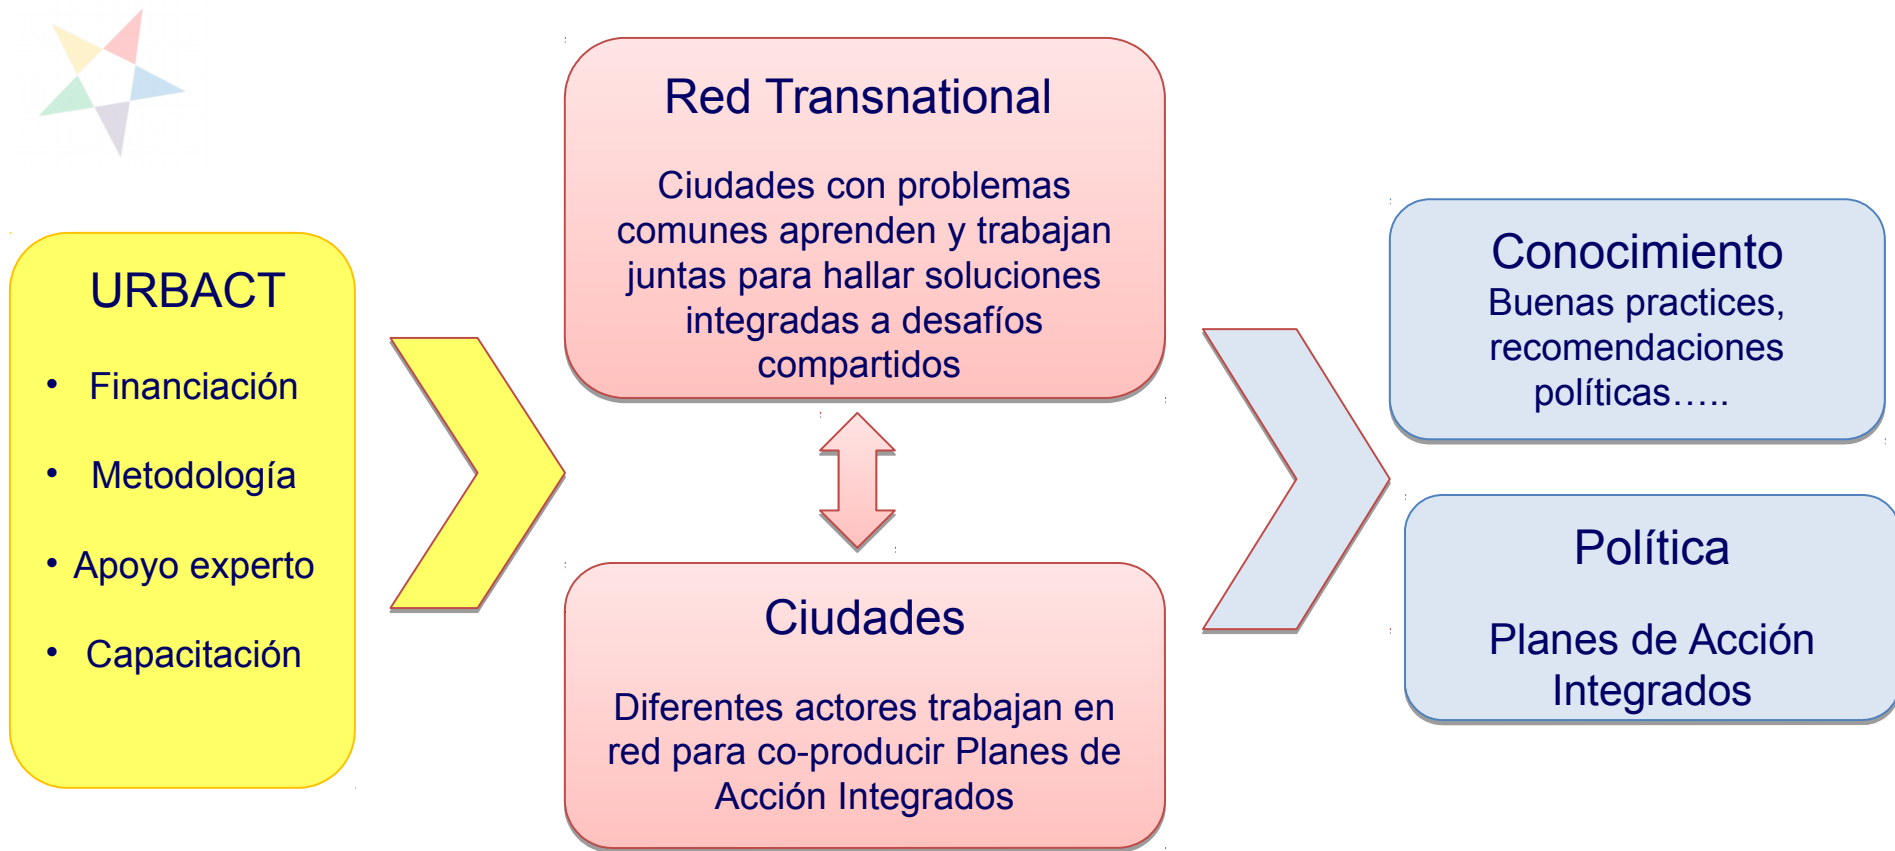 URBACT
• Financiación
• Metodología
• Apoyo experto
• Capacitación
Red Transnational
Ciudades con problemas
comunes aprenden y trabajan
juntas para hallar soluciones
integradas a desafíos
compartidos
Ciudades
Diferentes actores trabajan en
red para co-producir Planes de
Acción Integrados
Conocimiento
Buenas practices,
recomendaciones
políticas…..
Política
Planes de Acción
Integrados